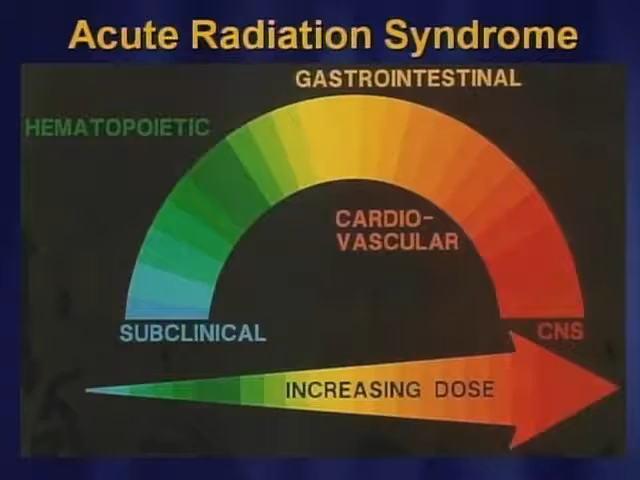 Acute Radiation Syndrome
GASTROINTESTINAL
HEMATOPOIETIC
CARDIO-
VASCULAR
SUBCLINICAL
CNS
INCREASING DOSE